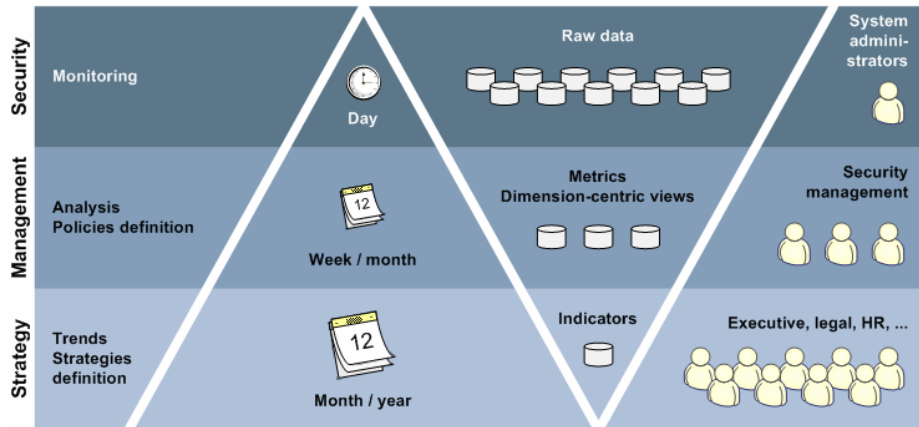 Security
Monitoring
Day
Raw data
System
admini-
strators
Management
Analysis
Policies definition
12
Week / month
Metrics
Dimension-centric views
Security
management
Strategy
Trends
Strategies
definition
12
Month / year
Indicators
Executive, legal, HR, ...